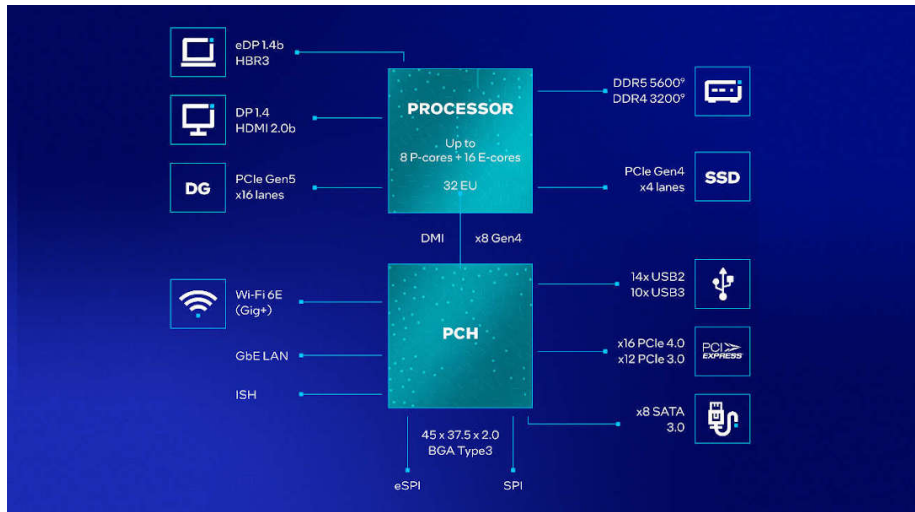 eDP 1.4b
HBR3
DP 1.4
HDMI 2.0b
DG
PCIe Gen5
x16 lanes
PROCESSOR
Up to
8 P-cores + 16 E-cores
32 EU
DDR5 5600⁹
DDR4 3200⁹
PCIe Gen4
x4 lanes
SSD
DMI
x8 Gen4
Wi-Fi 6E
(Gig+)
GbE LAN
ISH
PCH
14x USB2
10x USB3
x16 PCIe 4.0
x12 PCIe 3.0
PCI
EXPRESS
x8 SATA
3.0
45 x 37.5 x 2.0
BGA Type3
eSPI
SPI